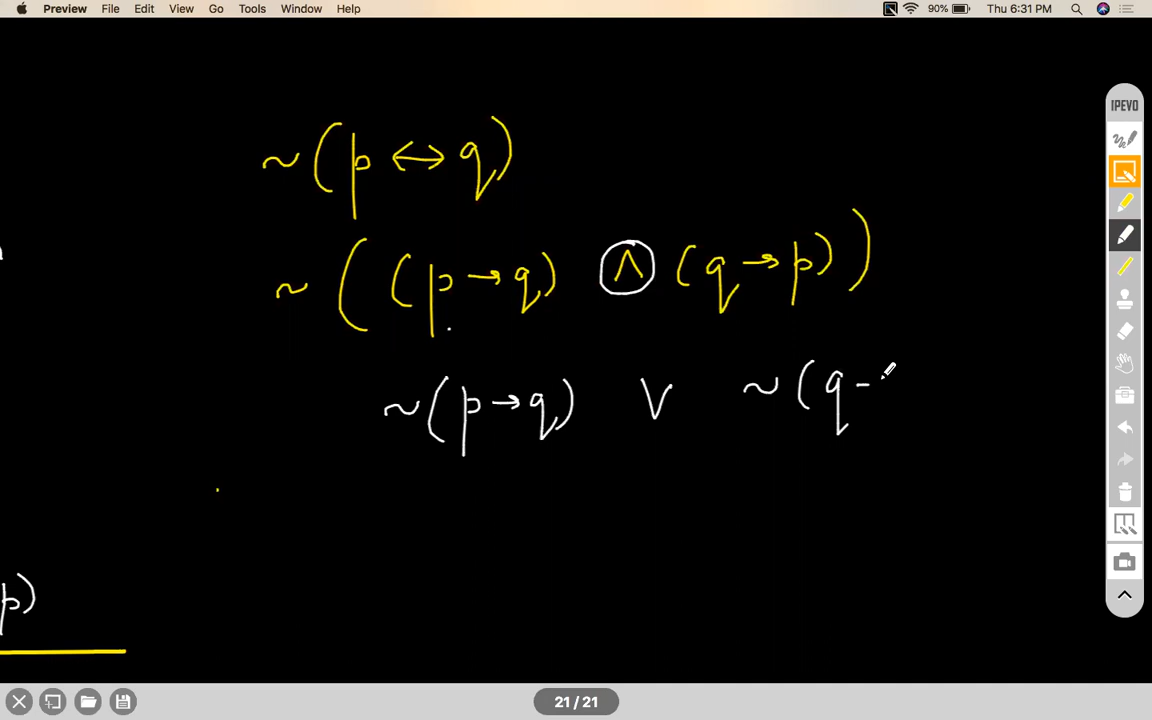 Preview File Edit View Go Tools Window Help 90% Thu 6:31 PM
IPEVO
~(p ↔ q)
~((p → q) ∧ (q → p))
~(p → q) ∨ ~(q -
p)
21 / 21